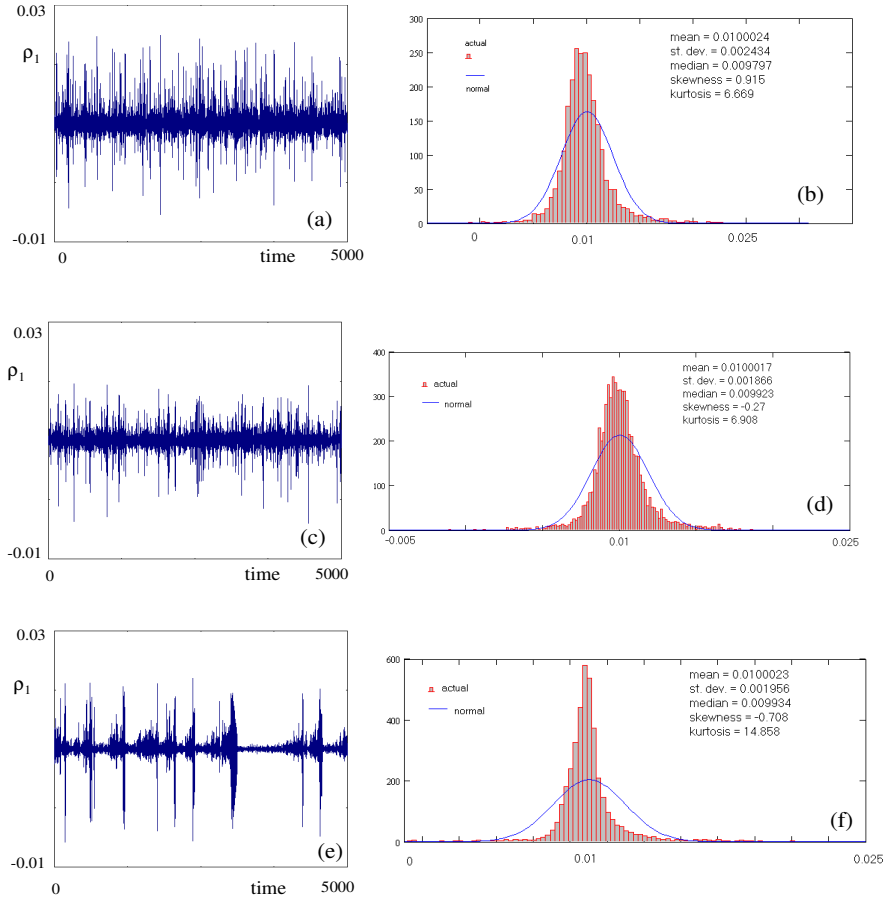 0.03
ρ1
-0.01
0
time
5000
(a)
300
250
200
150
100
50
0
actual
normal
mean = 0.0100024
st. dev. = 0.002434
median = 0.009797
skewness = 0.915
kurtosis = 6.669
(b)
0
0.01
0.025
0.03
ρ1
-0.01
0
time
5000
(c)
400
300
200
100
0
actual
normal
mean = 0.0100017
st. dev. = 0.001866
median = 0.009923
skewness = -0.27
kurtosis = 6.908
(d)
-0.005
0.01
0.025
0.03
ρ1
-0.01
0
time
5000
(e)
600
400
200
0
actual
normal
mean = 0.0100023
st. dev. = 0.001956
median = 0.009934
skewness = -0.708
kurtosis = 14.858
(f)
0
0.01
0.025